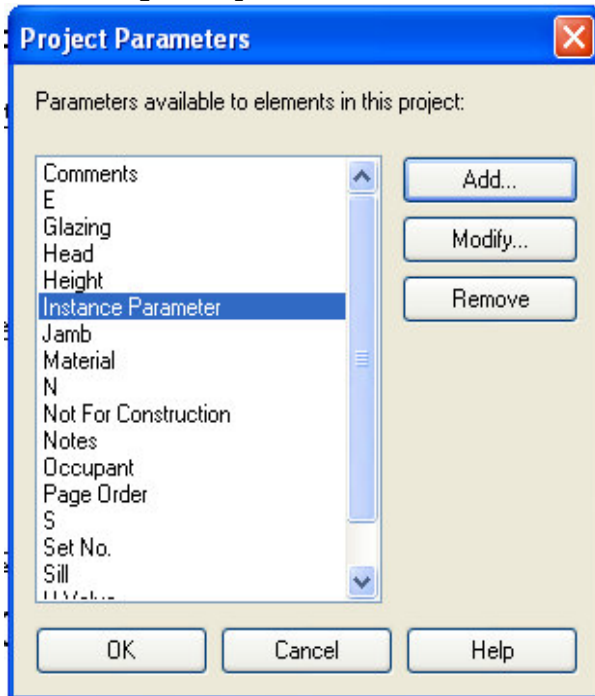 Project Parameters
Parameters available to elements in this project:
Comments
E
Glazing
Head
Height
Instance Parameter
Jamb
Material
N
Not For Construction
Notes
Occupant
Page Order
S
Set No.
Sill
Add...
Modify...
Remove
OK
Cancel
Help